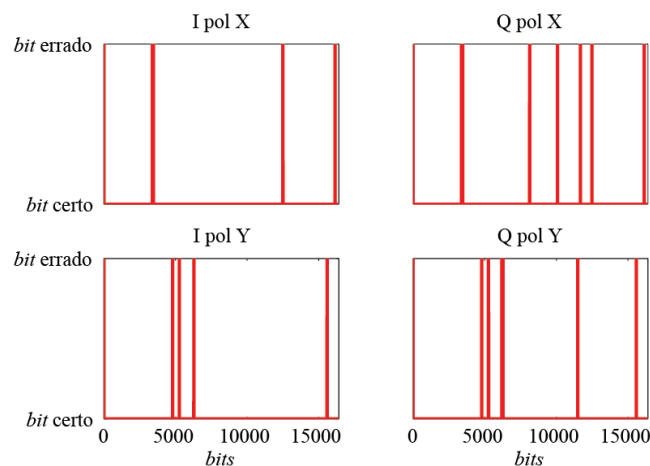 I pol X
Q pol X
bit errado
bit certo
I pol Y
Q pol Y
bit errado
bit certo
0 5000 10000 15000
0 5000 10000 15000
bits
bits